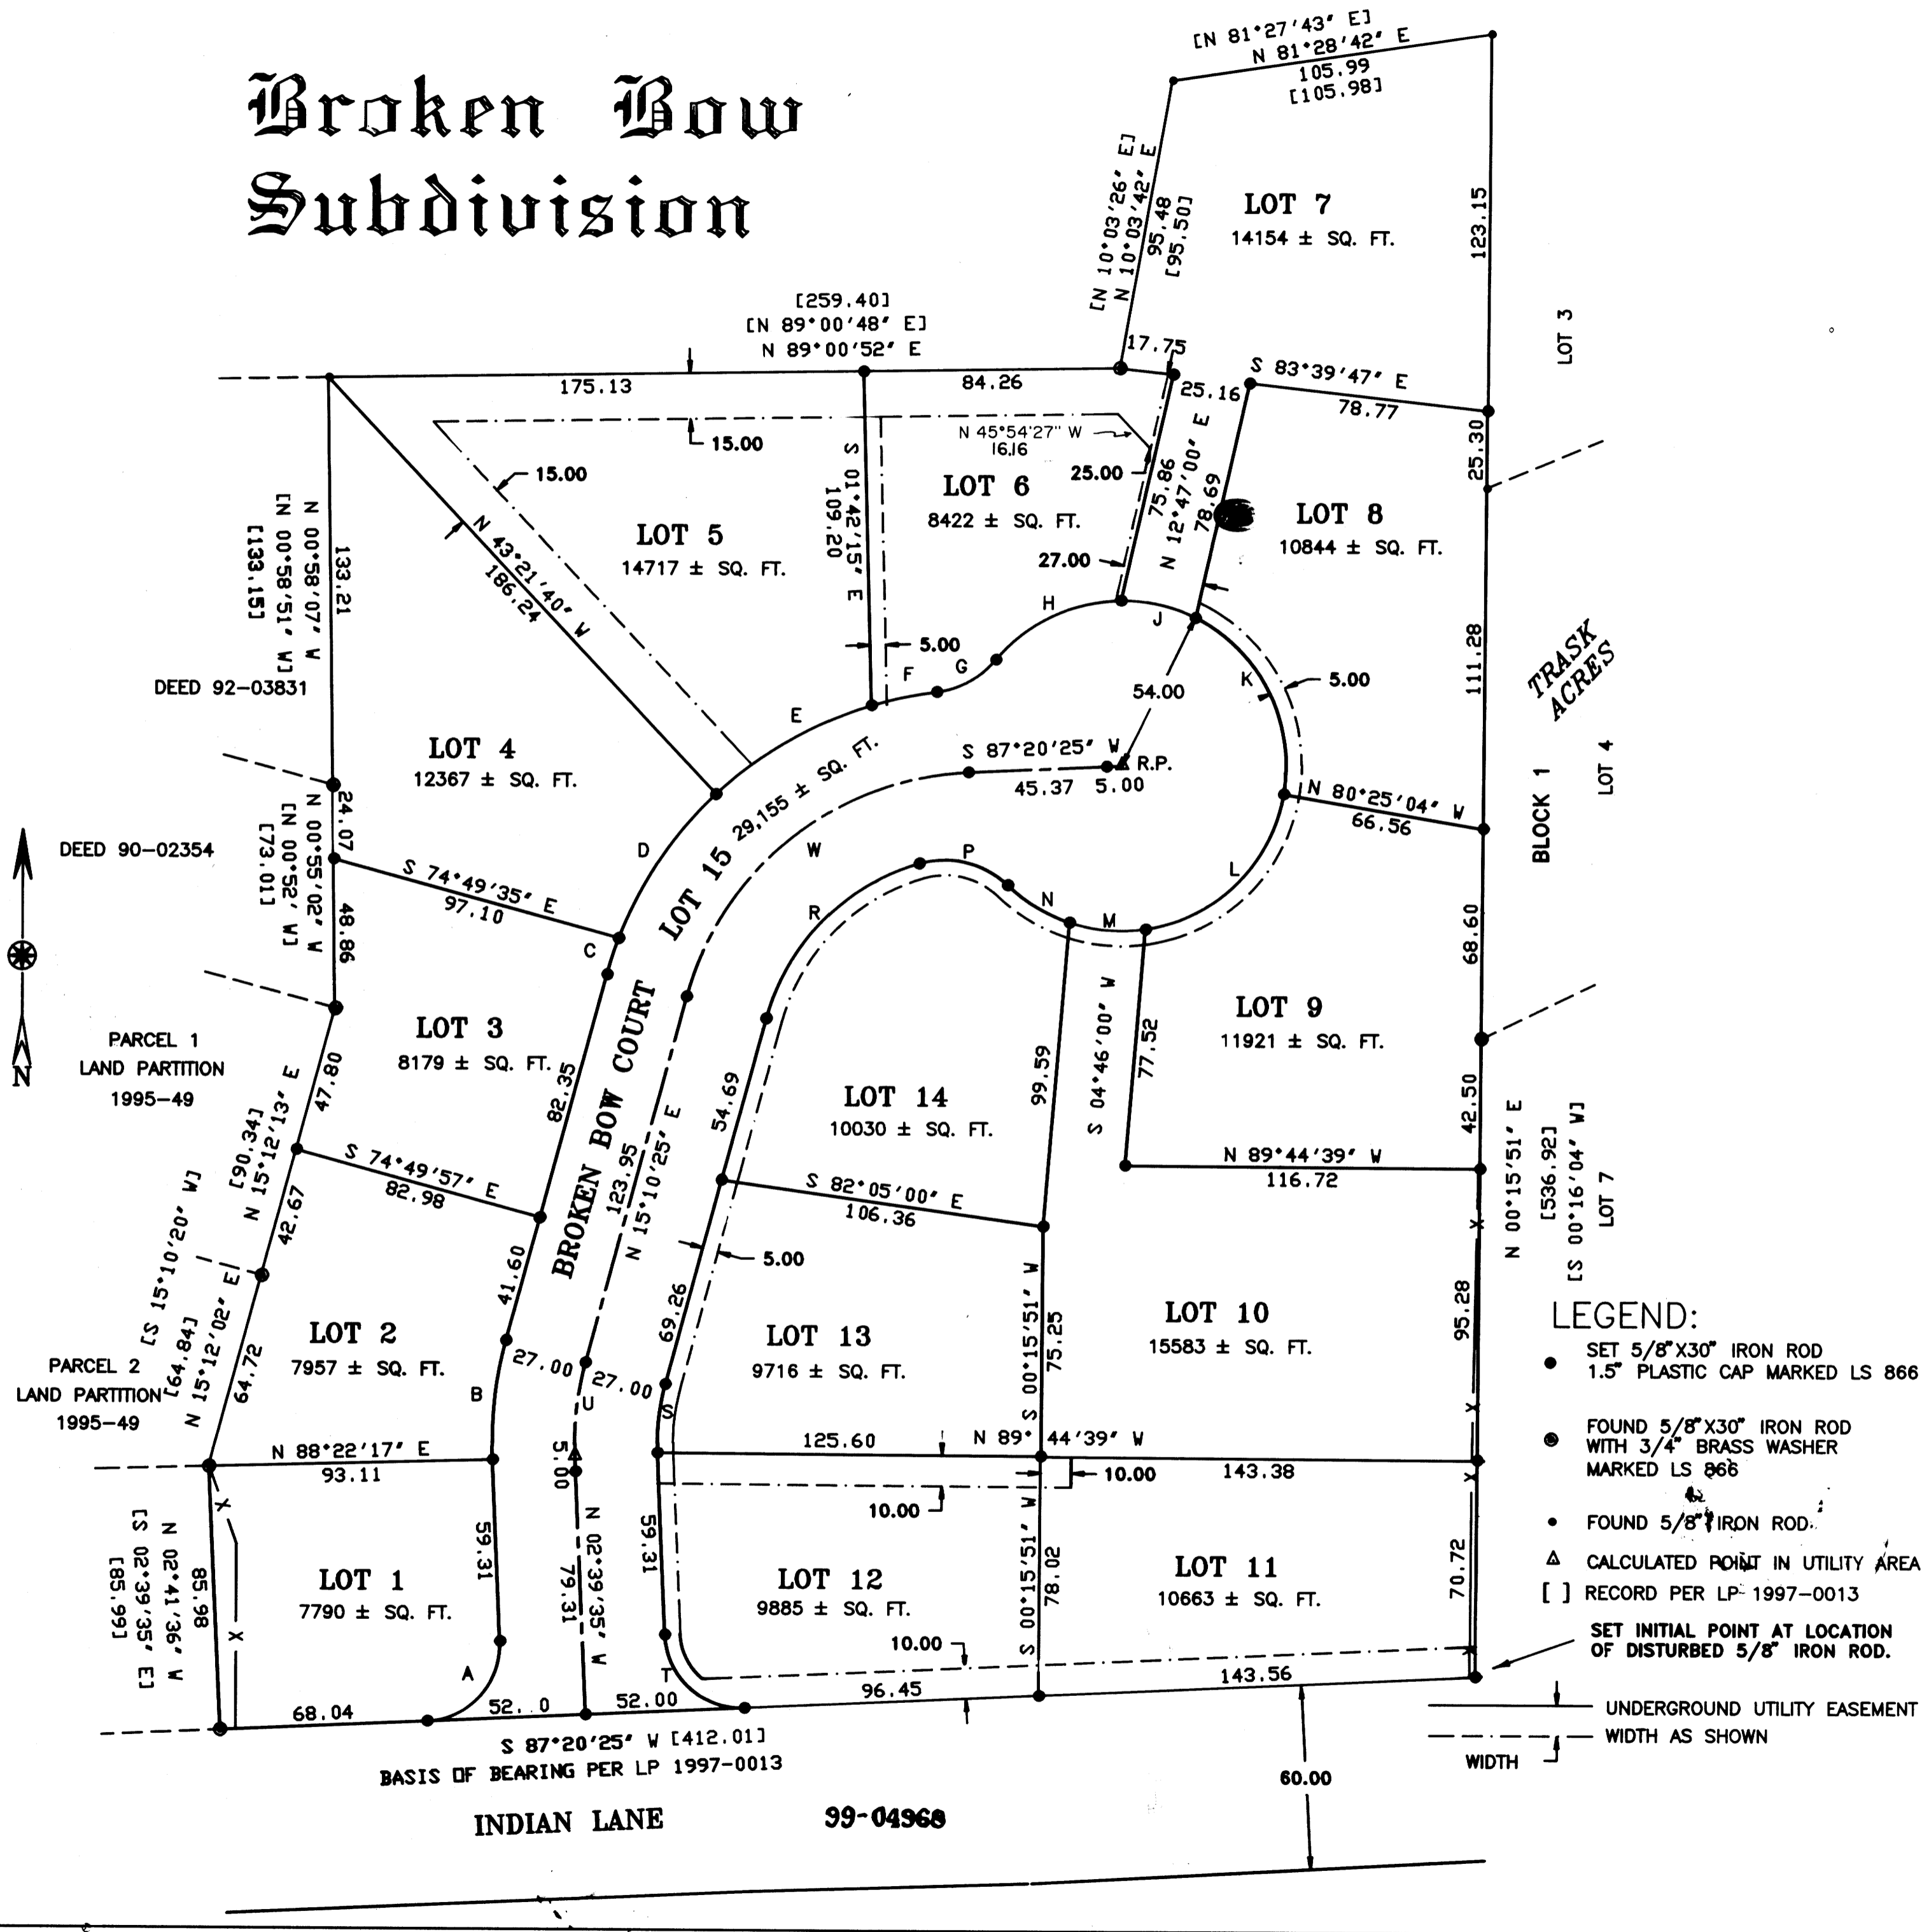 Broken Bow
Subdivision
[N 81°27'43" E]
N 81°28'42" E
105.99
[105.98]
[N 10°03'26" E]
N 10°03'42" E
95.48
[95.50]
LOT 7
14154 ± SQ. FT.
123.15
LOT 3
[259.40]
[N 89°00'48" E]
N 89°00'52" E
175.13
84.26
17.75
25.16
S 83°39'47" E
78.77
25.30
15.00
15.00
N 45°54'27" W
16.16
25.00
27.00
S 01°42'15" E
109.20
LOT 6
8422 ± SQ. FT.
75.86
N 12°47'00" E
78.69
LOT 8
10844 ± SQ. FT.
LOT 5
14717 ± SQ. FT.
N 43°21'40" W
186.24
133.21
N 00°58'07" W
[N 00°58'51" W]
[133.15]
DEED 92-03831
5.00
F
G
H
J
K
5.00
54.00
111.28
TRASK
ACRES
E
LOT 4
12367 ± SQ. FT.
S 87°20'25" W
45.37
5.00
R.P.
BLOCK 1
LOT 4
DEED 90-02354
24.07
N 00°55'02" W
[N 00°52' W]
[73.01]
48.86
D
29,155 ± SQ. FT.
LOT 15
W
P
R
N
M
L
N 80°25'04" W
66.56
S 74°49'35" E
97.10
C
68.60
N
PARCEL 1
LAND PARTITION
1995-49
LOT 3
8179 ± SQ. FT.
47.80
[90.34]
N 15°12'13" E
42.67
82.35
BROKEN BOW COURT
123.95
N 15°10'25" E
54.69
LOT 14
10030 ± SQ. FT.
99.59
S 04°46'00" W
77.52
LOT 9
11921 ± SQ. FT.
42.50
N 00°15'51" E
[536.92]
[S 00°16'04" W]
LOT 7
N 89°44'39" W
116.72
S 74°49'57" E
82.98
S 82°05'00" E
106.36
[S 15°10'20" W]
[64.84]
N 15°12'02" E
64.72
41.60
5.00
69.26
PARCEL 2
LAND PARTITION
1995-49
LOT 2
7957 ± SQ. FT.
B
27.00
27.00
U
S
LOT 13
9716 ± SQ. FT.
S 00°15'51" W
75.25
LOT 10
15583 ± SQ. FT.
95.28
X
X
N 88°22'17" E
93.11
5.00
125.60
N 89°44'39" W
143.38
10.00
10.00
X
X
X
N 02°41'36" W
[S 02°39'35" E]
[85.99]
85.98
LOT 1
7790 ± SQ. FT.
59.31
79.31
N 02°39'35" W
59.31
LOT 12
9885 ± SQ. FT.
S 00°15'51" W
78.02
LOT 11
10663 ± SQ. FT.
70.72
X
10.00
A
T
68.04
52. 0
52.00
96.45
143.56
S 87°20'25" W [412.01]
BASIS OF BEARING PER LP 1997-0013
INDIAN LANE
99-04968
60.00
LEGEND:
SET 5/8"X30" IRON ROD
1.5" PLASTIC CAP MARKED LS 866
FOUND 5/8"X30" IRON ROD
WITH 3/4" BRASS WASHER
MARKED LS 866
FOUND 5/8" IRON ROD.
CALCULATED POINT IN UTILITY AREA
[ ] RECORD PER LP 1997-0013
SET INITIAL POINT AT LOCATION
OF DISTURBED 5/8" IRON ROD.
UNDERGROUND UTILITY EASEMENT
WIDTH AS SHOWN
WIDTH